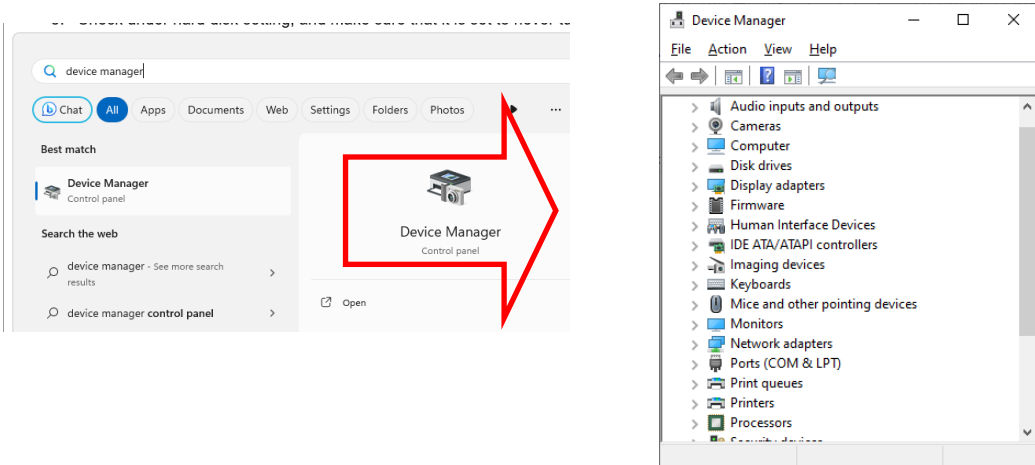 device manager
Chat All Apps Documents Web Settings Folders Photos ...
Best match
Device Manager
Control panel
Search the web
device manager - See more search
results
device manager control panel
Device Manager
Control panel
Open
Device Manager
File Action View Help
Audio inputs and outputs
Cameras
Computer
Disk drives
Display adapters
Firmware
Human Interface Devices
IDE ATA/ATAPI controllers
Imaging devices
Keyboards
Mice and other pointing devices
Monitors
Network adapters
Ports (COM & LPT)
Print queues
Printers
Processors